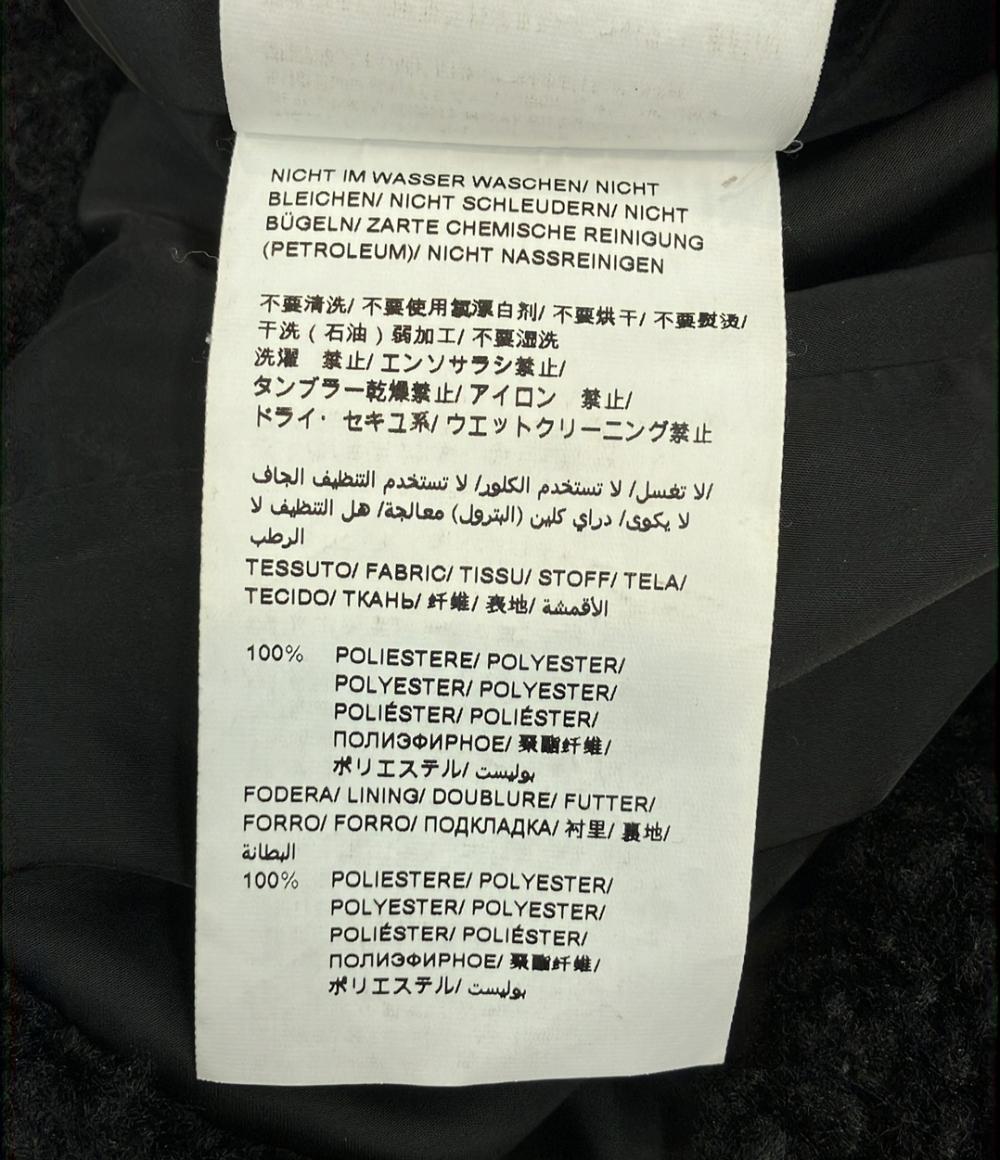 NICHT IM WASSER WASCHEN/ NICHT
BLEICHEN/ NICHT SCHLEUDERN/ NICHT
BÜGELN/ ZARTE CHEMISCHE REINIGUNG
(PETROLEUM)/ NICHT NASSREINIGEN
不要清洗/ 不要使用氯漂白剂/ 不要烘干/ 不要熨烫/
干洗 ( 石油 ) 弱加工/ 不要湿洗
洗濯　禁止/ エンソサラシ禁止/
タンブラー乾燥禁止/ アイロン　禁止/
ドライ・ セキユ系/ ウエットクリーニング禁止
لا تغسل/ لا تستخدم الكلور/ لا تستخدم التنظيف الجاف/
لا يكوى/ دراي كلين (البترول) معالجة/ هل التنظيف لا
الرطب
TESSUTO/ FABRIC/ TISSU/ STOFF/ TELA/
TECIDO/ ТКАНЬ/ 纤维/ 表地/ الأقمشة
100% POLIESTERE/ POLYESTER/
POLYESTER/ POLYESTER/
POLIÉSTER/ POLIÉSTER/
ПОЛИЭФИРНОЕ/ 聚酯纤维/
ポリエステル/ بوليست
FODERA/ LINING/ DOUBLURE/ FUTTER/
FORRO/ FORRO/ ПОДКЛАДКА/ 衬里/ 裏地/
البطانة
100% POLIESTERE/ POLYESTER/
POLYESTER/ POLYESTER/
POLIÉSTER/ POLIÉSTER/
ПОЛИЭФИРНОЕ/ 聚酯纤维/
ポリエステル/ بوليست